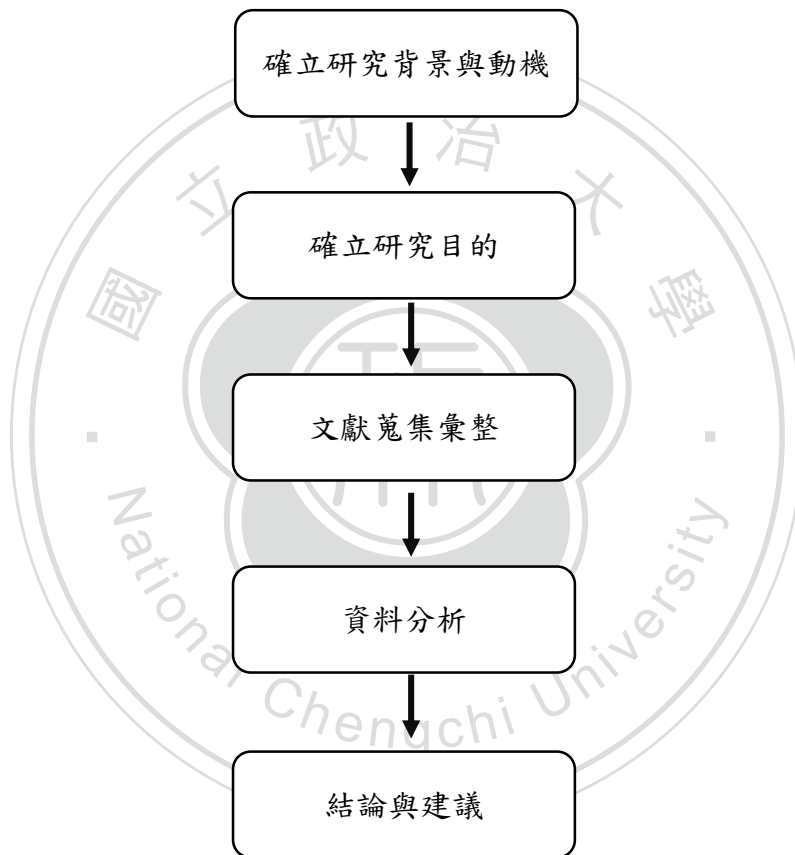 確立研究背景與動機
國立政治大學
確立研究目的
文獻蒐集彙整
資料分析
National Chengchi University
結論與建議